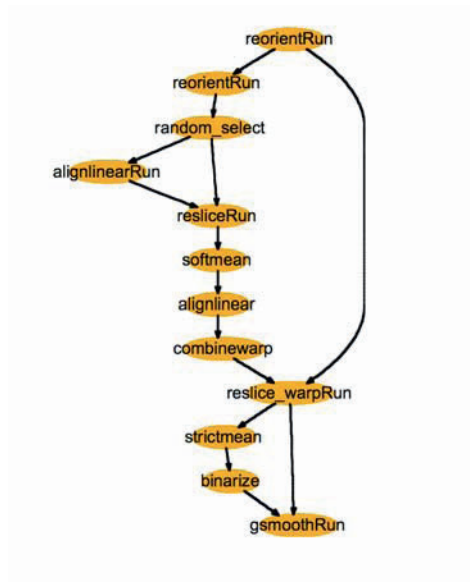 reorientRun
reorientRun
random_select
alignlinearRun
resliceRun
softmean
alignlinear
combinewarp
reslice_warpRun
strictmean
binarize
gsmoothRun